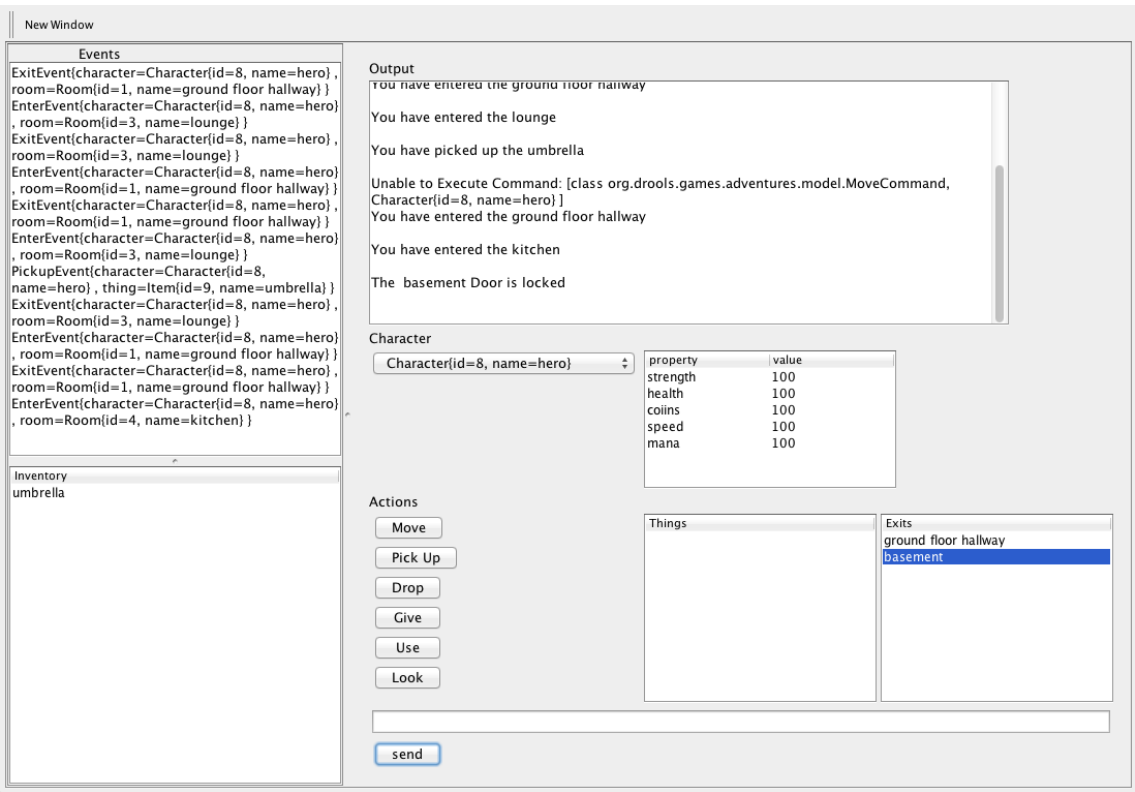 New Window
Events
ExitEvent{character=Character{id=8, name=hero} ,
room=Room{id=1, name=ground floor hallway} }
EnterEvent{character=Character{id=8, name=hero}
, room=Room{id=3, name=lounge} }
ExitEvent{character=Character{id=8, name=hero} ,
room=Room{id=3, name=lounge} }
EnterEvent{character=Character{id=8, name=hero}
, room=Room{id=1, name=ground floor hallway} }
ExitEvent{character=Character{id=8, name=hero} ,
room=Room{id=1, name=ground floor hallway} }
EnterEvent{character=Character{id=8, name=hero}
, room=Room{id=3, name=lounge} }
PickupEvent{character=Character{id=8,
name=hero} , thing=Item{id=9, name=umbrella} }
ExitEvent{character=Character{id=8, name=hero} ,
room=Room{id=3, name=lounge} }
EnterEvent{character=Character{id=8, name=hero}
, room=Room{id=1, name=ground floor hallway} }
ExitEvent{character=Character{id=8, name=hero} ,
room=Room{id=1, name=ground floor hallway} }
EnterEvent{character=Character{id=8, name=hero}
, room=Room{id=4, name=kitchen} }
Inventory
umbrella
Output
You have entered the ground floor hallway
You have entered the lounge
You have picked up the umbrella
Unable to Execute Command: [class org.drools.games.adventures.model.MoveCommand,
Character{id=8, name=hero} ]
You have entered the ground floor hallway
You have entered the kitchen
The  basement Door is locked
Character
Character{id=8, name=hero}
property value
strength 100
health 100
coiins 100
speed 100
mana 100
Actions
Move
Pick Up
Drop
Give
Use
Look
Things
Exits
ground floor hallway
basement
send